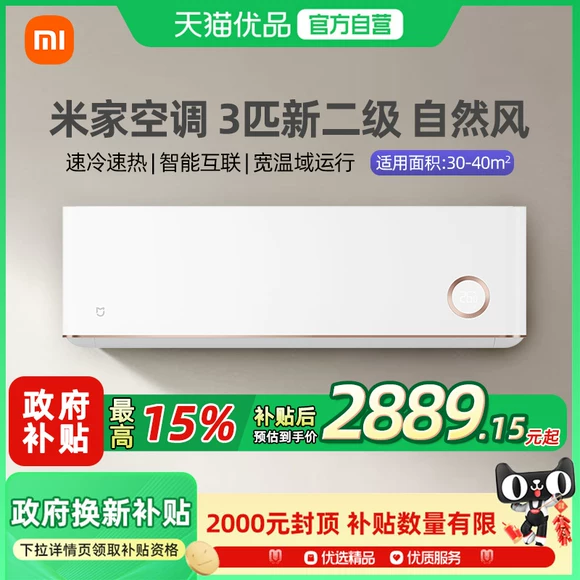 mi
天猫优品 官方自营
米家空调 3匹新二级 自然风
速冷速热|智能互联|宽温域运行 适用面积:30-40m²
政府补贴
最高15%
补贴后预估到手价
2889.15元起
政府换新补贴
下拉详情页领取补贴资格
2000元封顶 补贴数量有限
优选精品 优质服务